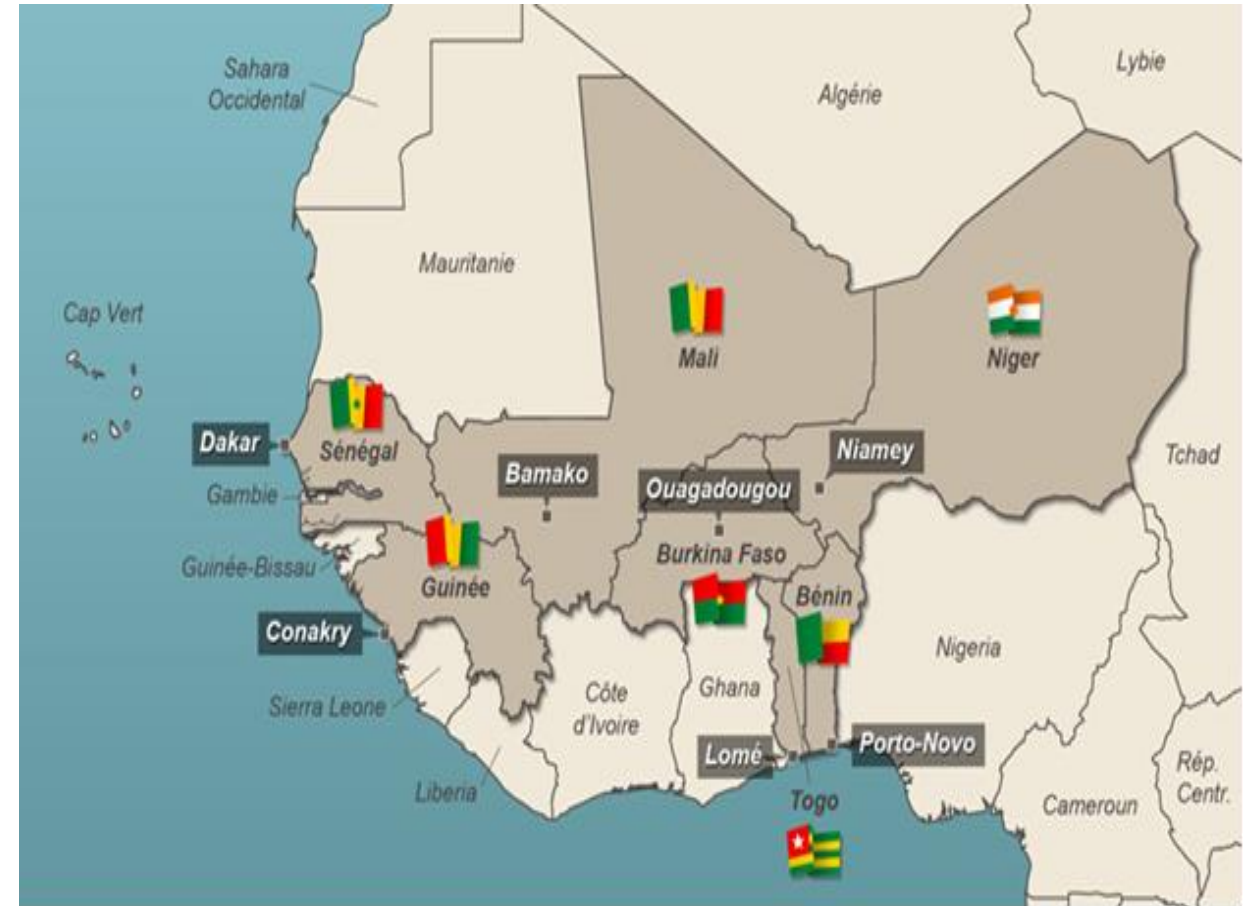 Sahara
Occidental
Algérie
Lybie
Mauritanie
Cap Vert
Mali
Niger
Dakar
Sénégal
Bamako
Niamey
Tchad
Gambie
Ouagadougou
Guinée-Bissau
Burkina Faso
Guinée
Bénin
Conakry
Nigeria
Sierra Leone
Côte
d'Ivoire
Ghana
Lomé
Porto-Novo
Rép.
Centr.
Liberia
Togo
Cameroun